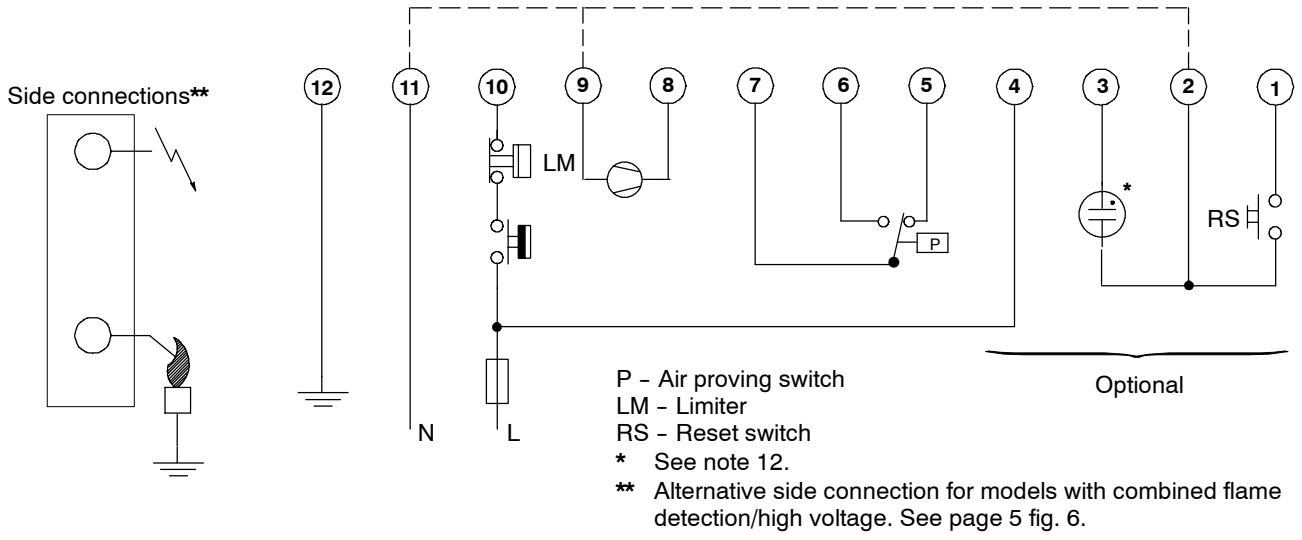 12 11 10 9 8 7 6 5 4 3 2 1
Side connections**
LM
*
RS
P
N
L
Optional
P – Air proving switch
LM – Limiter
RS – Reset switch
* See note 12.
** Alternative side connection for models with combined flame
detection/high voltage. See page 5 fig. 6.